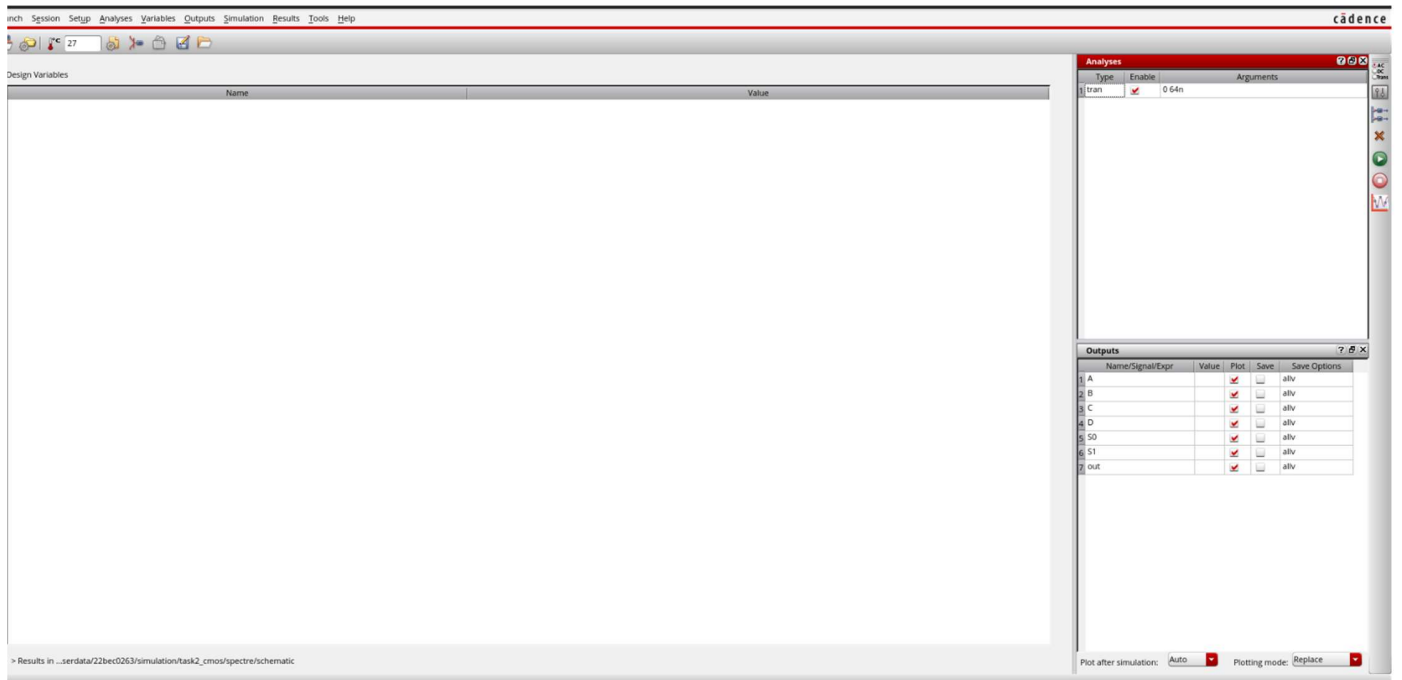 nch Session Setup Analyses Variables Outputs Simulation Results Tools Help
cādence
°C 27
Design Variables
Name Value
Analyses
Type Enable Arguments
1 tran 0 64n
AC
DC
Trans
Outputs
Name/Signal/Expr Value Plot Save Save Options
1 A allv
2 B allv
3 C allv
4 D allv
5 S0 allv
6 S1 allv
7 out allv
> Results in ...serdata/22bec0263/simulation/task2_cmos/spectre/schematic
Plot after simulation: Auto Plotting mode: Replace